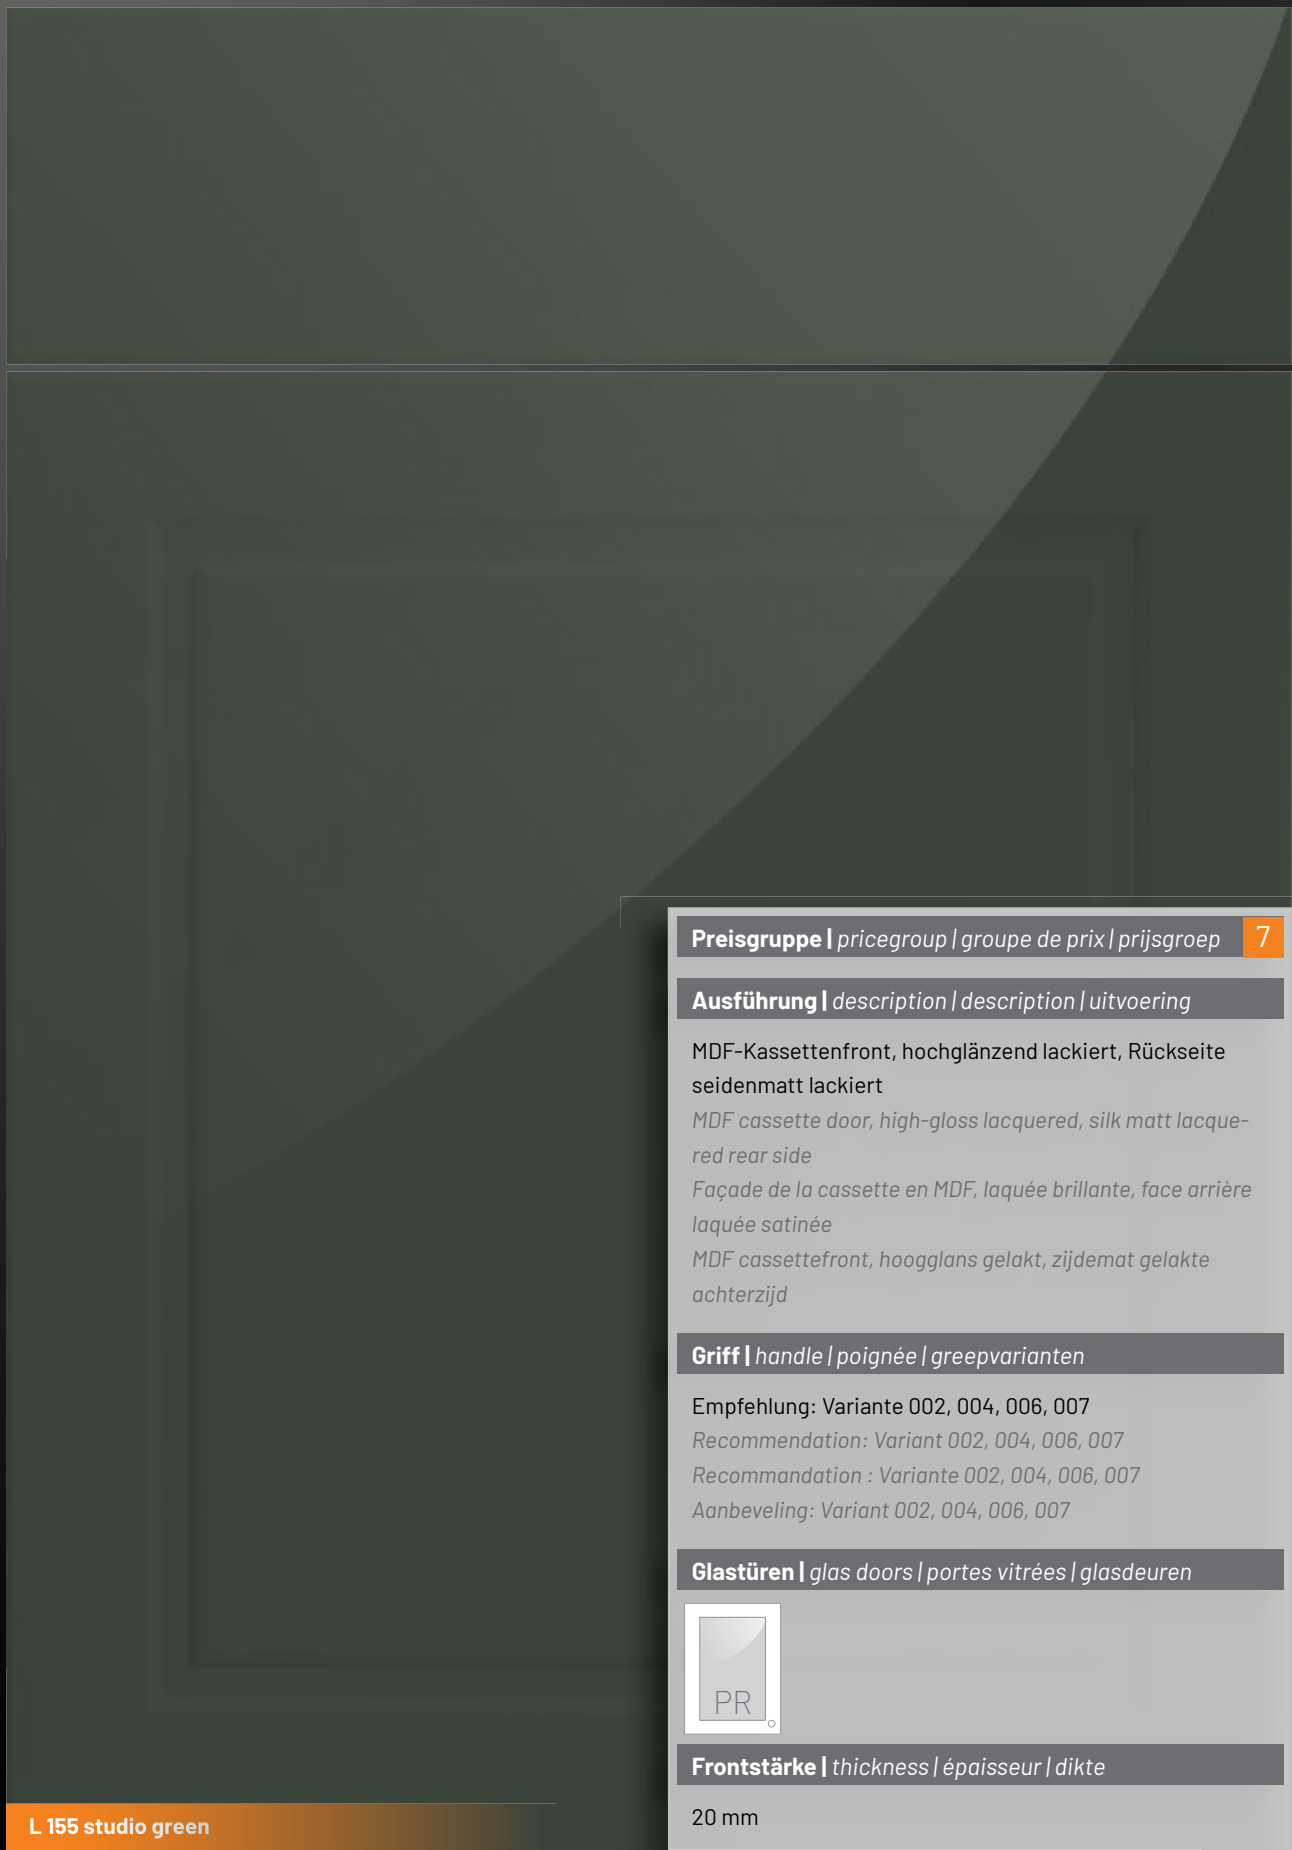 Preisgruppe | pricegroup | groupe de prix | prijsgroep 7
Ausführung | description | description | uitvoering
MDF-Kassettenfront, hochglänzend lackiert, Rückseite
seidenmatt lackiert
MDF cassette door, high-gloss lacquered, silk matt lacque-
red rear side
Façade de la cassette en MDF, laquée brillante, face arrière
laquée satinée
MDF cassettefront, hoogglans gelakt, zijdemat gelakte
achterzijd
Griff | handle | poignée | greepvarianten
Empfehlung: Variante 002, 004, 006, 007
Recommendation: Variant 002, 004, 006, 007
Recommandation : Variante 002, 004, 006, 007
Aanbeveling: Variant 002, 004, 006, 007
Glastüren | glas doors | portes vitrées | glasdeuren
PR
Frontstärke | thickness | épaisseur | dikte
20 mm
L 155 studio green